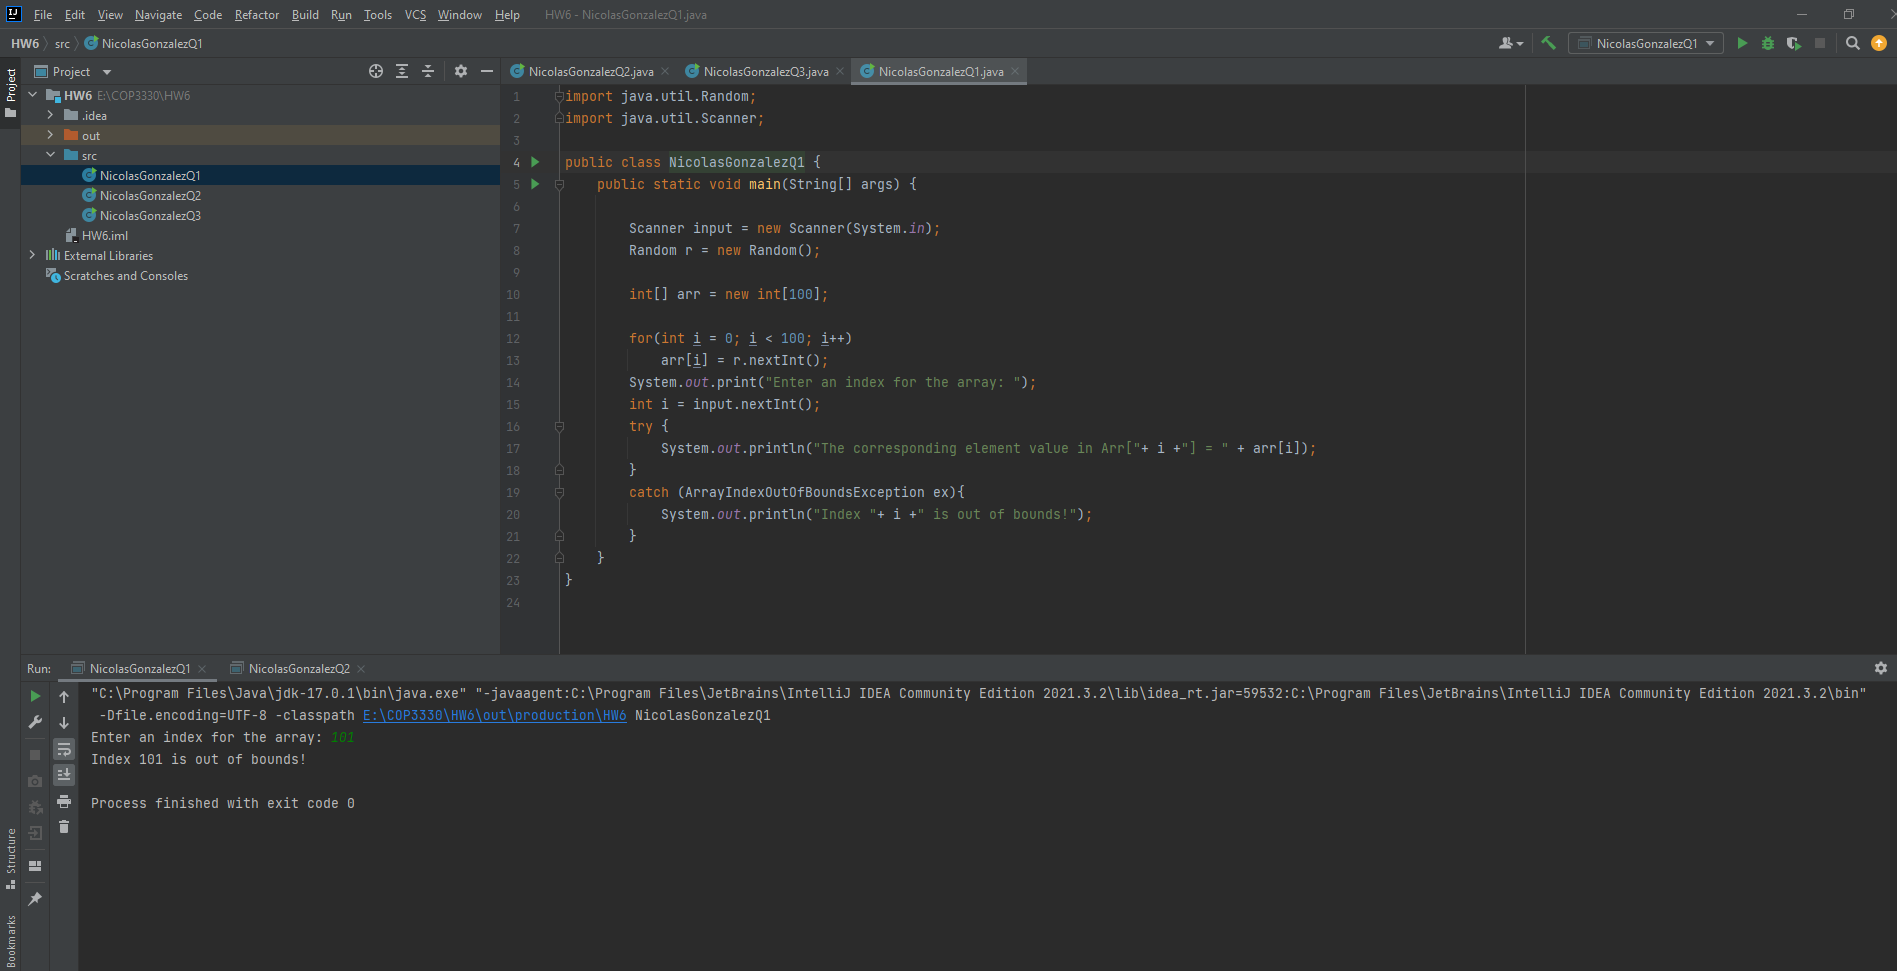 IJ File Edit View Navigate Code Refactor Build Run Tools VCS Window Help HW6 - NicolasGonzalezQ1.java
HW6 src NicolasGonzalezQ1 NicolasGonzalezQ1
Project
Project
HW6 E:\COP3330\HW6
.idea
out
src
NicolasGonzalezQ1
NicolasGonzalezQ2
NicolasGonzalezQ3
HW6.iml
External Libraries
Scratches and Consoles
NicolasGonzalezQ2.java NicolasGonzalezQ3.java NicolasGonzalezQ1.java
1 import java.util.Random;
2 import java.util.Scanner;
3
4 public class NicolasGonzalezQ1 {
5 public static void main(String[] args) {
6
7 Scanner input = new Scanner(System.in);
8 Random r = new Random();
9
10 int[] arr = new int[100];
11
12 for(int i = 0; i < 100; i++)
13 arr[i] = r.nextInt();
14 System.out.print("Enter an index for the array: ");
15 int i = input.nextInt();
16 try {
17 System.out.println("The corresponding element value in Arr["+ i +"] = " + arr[i]);
18 }
19 catch (ArrayIndexOutOfBoundsException ex){
20 System.out.println("Index "+ i +" is out of bounds!");
21 }
22 }
23 }
24
Run: NicolasGonzalezQ1 NicolasGonzalezQ2
"C:\Program Files\Java\jdk-17.0.1\bin\java.exe" "-javaagent:C:\Program Files\JetBrains\IntelliJ IDEA Community Edition 2021.3.2\lib\idea_rt.jar=59532:C:\Program Files\JetBrains\IntelliJ IDEA Community Edition 2021.3.2\bin"
-Dfile.encoding=UTF-8 -classpath E:\COP3330\HW6\out\production\HW6 NicolasGonzalezQ1
Enter an index for the array: 101
Index 101 is out of bounds!
Process finished with exit code 0
Structure
Bookmarks